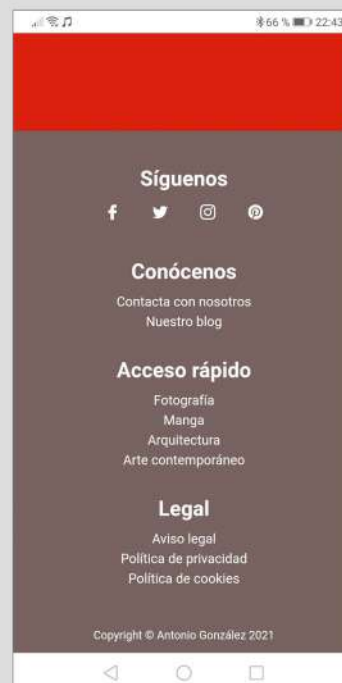 66 % 22:43
Síguenos
Conócenos
Contacta con nosotros
Nuestro blog
Acceso rápido
Fotografía
Manga
Arquitectura
Arte contemporáneo
Legal
Aviso legal
Política de privacidad
Política de cookies
Copyright © Antonio González 2021